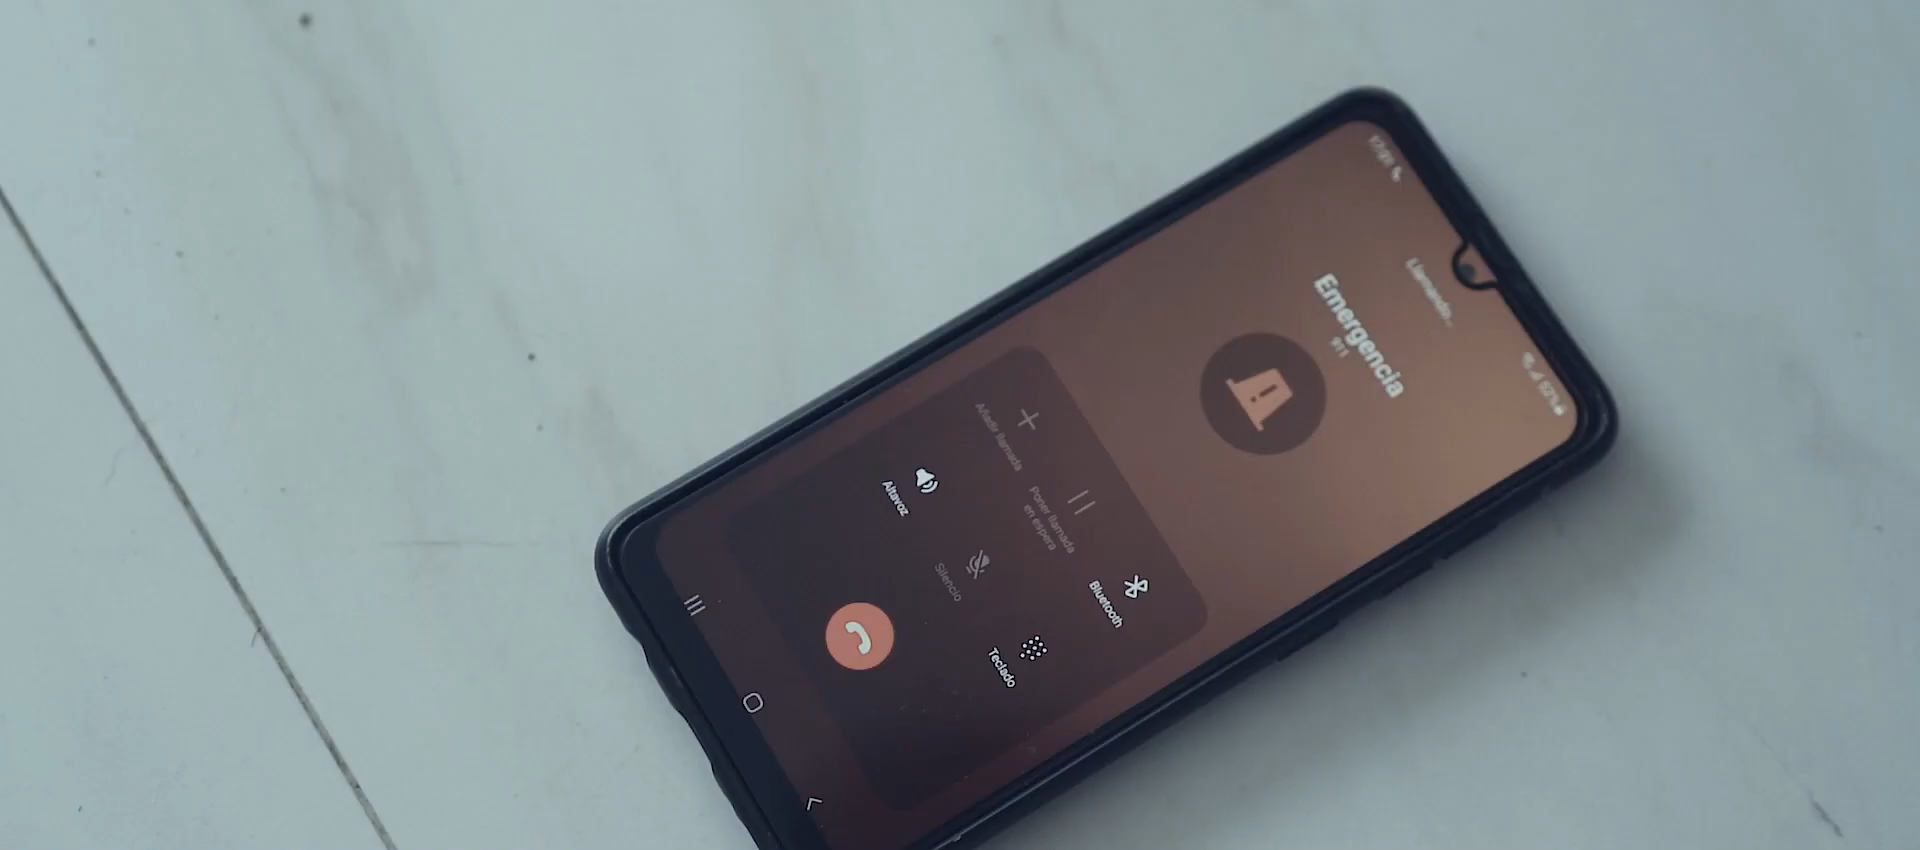 Llamando...
Emergencia
911
Añadir llamada
Poner llamada
en espera
Bluetooth
Altavoz
Silencio
Teclado